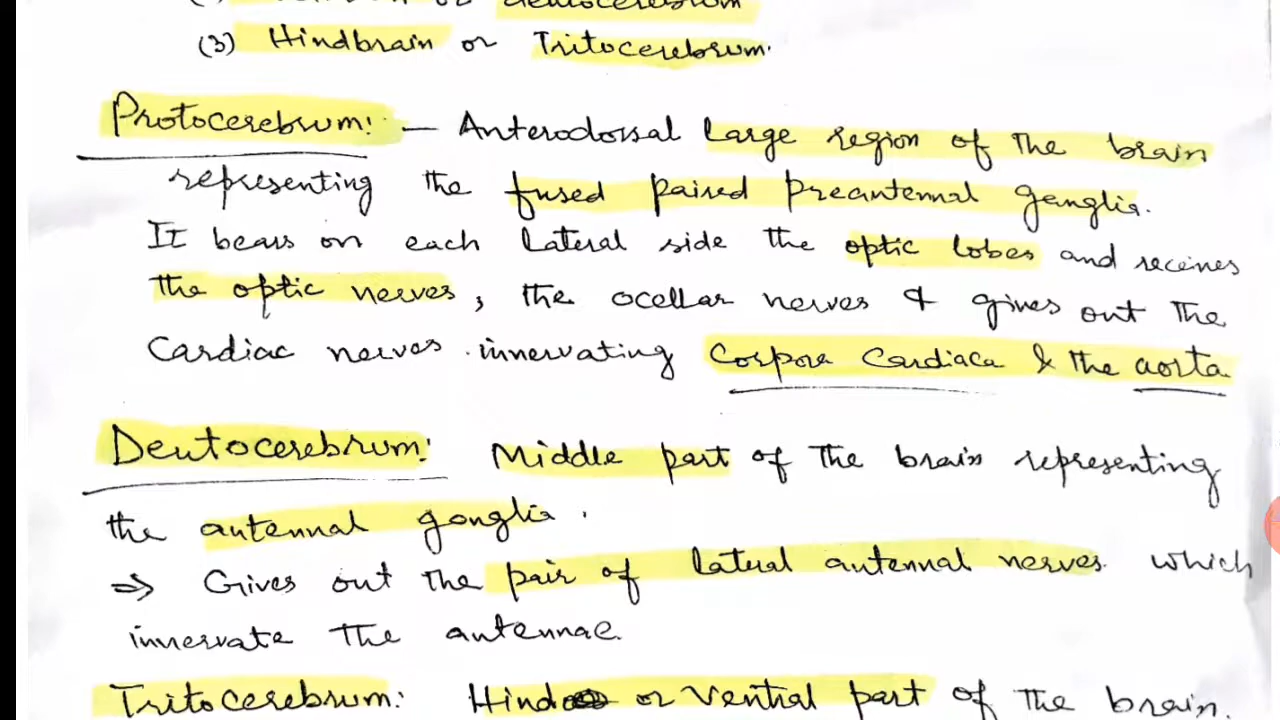 (3) Hindbrain or Tritocerebrum.
Protocerebrum: — Anterodorsal large region of the brain
representing the fused paired preantennal ganglia.
It bears on each lateral side the optic lobes and receives
the optic nerves, the ocellar nerves & gives out the
Cardiac nerves innervating Corpora Cardiaca & the aorta
Deutocerebrum: Middle part of the brain representing
the antennal ganglia.
⇒ Gives out the pair of lateral antennal nerves which
innervate the antennae.
Tritocerebrum: Hind or Ventral part of the brain.